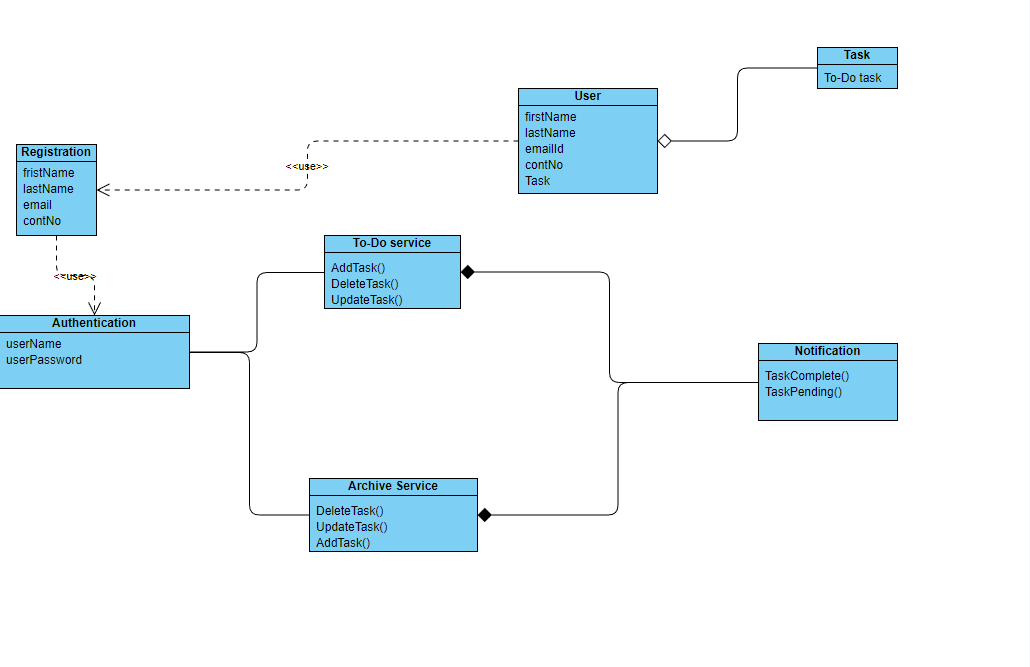 Task
To-Do task
User
firstName
lastName
emailId
contNo
Task
<<use>>
Registration
fristName
lastName
email
contNo
<<use>>
To-Do service
AddTask()
DeleteTask()
UpdateTask()
Authentication
userName
userPassword
Notification
TaskComplete()
TaskPending()
Archive Service
DeleteTask()
UpdateTask()
AddTask()